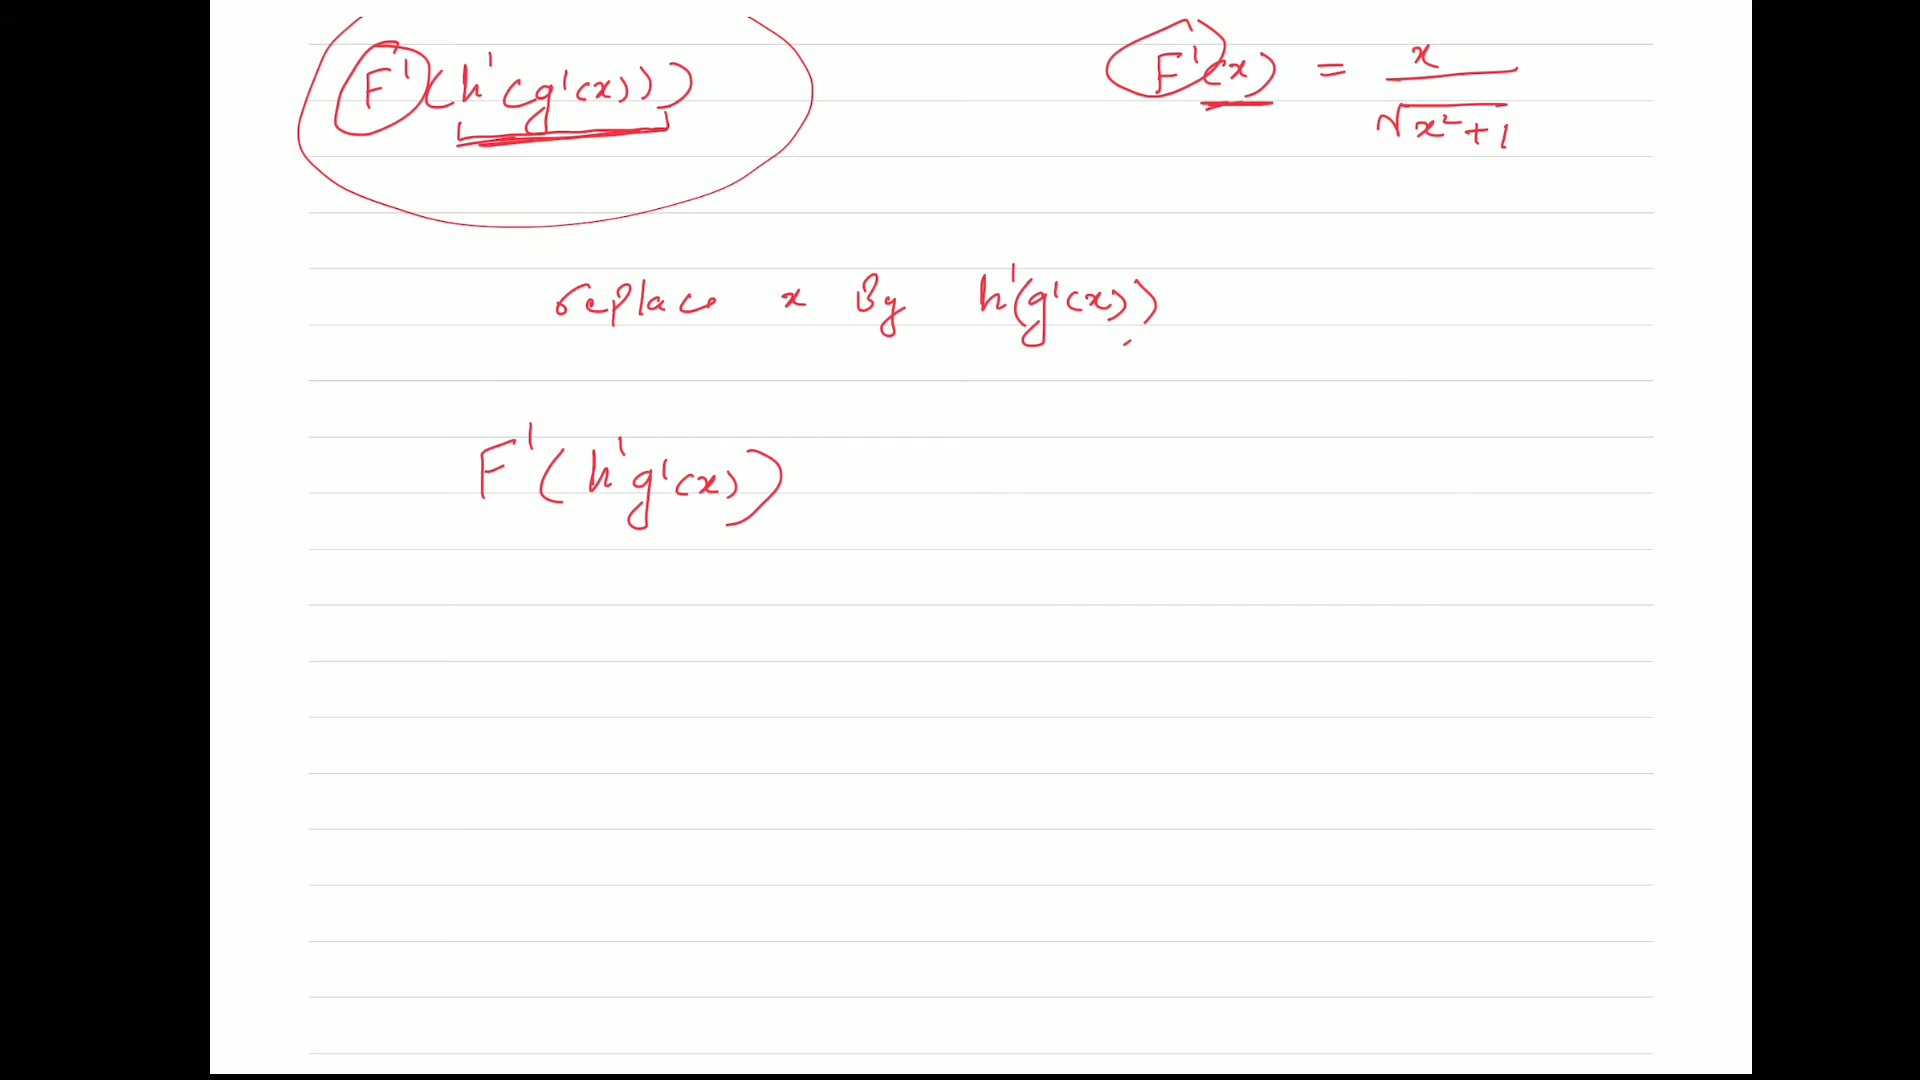 F'(h'(g'(x)))
F'(x) = x / √x²+1
replace x By h'(g'(x))
F'(h'g'(x))